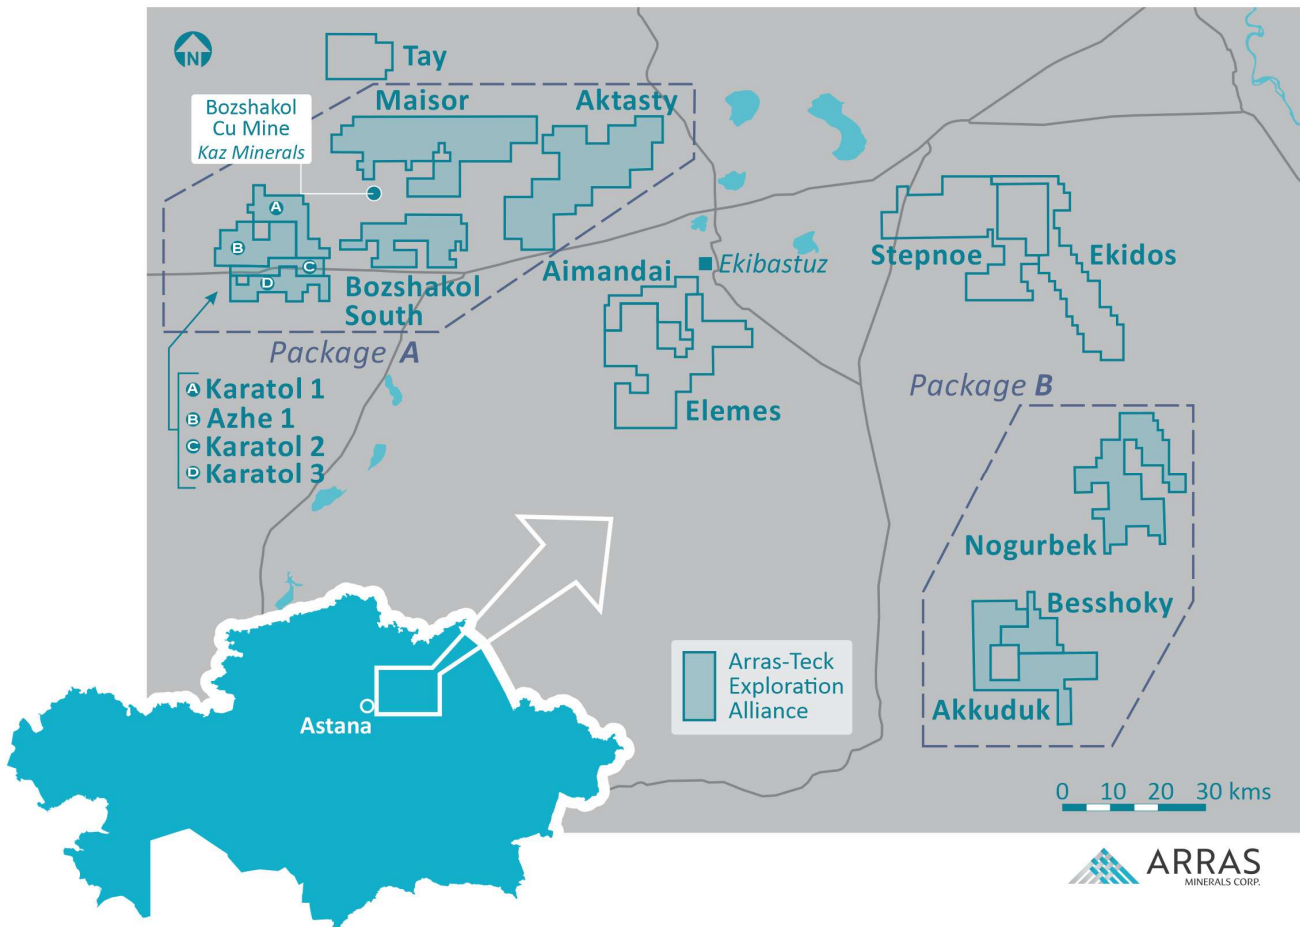 N
Tay
Maisor
Aktasty
Bozshakol
Cu Mine
Kaz Minerals
A
B
C
D
Bozshakol
South
Package A
A Karatol 1
B Azhe 1
C Karatol 2
D Karatol 3
Aimandai
Ekibastuz
Elemes
Stepnoe
Ekidos
Package B
Nogurbek
Besshoky
Akkuduk
Arras-Teck
Exploration
Alliance
Astana
0 10 20 30 kms
ARRAS
MINERALS CORP.